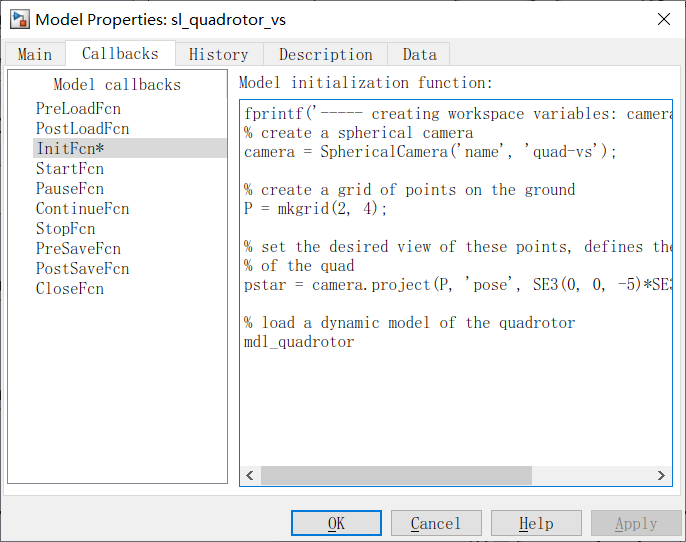 Model Properties: sl_quadrotor_vs
Main Callbacks History Description Data
Model callbacks
PreLoadFcn
PostLoadFcn
InitFcn*
StartFcn
PauseFcn
ContinueFcn
StopFcn
PreSaveFcn
PostSaveFcn
CloseFcn
Model initialization function:
fprintf('----- creating workspace variables: camera
% create a spherical camera
camera = SphericalCamera('name', 'quad-vs');
% create a grid of points on the ground
P = mkgrid(2, 4);
% set the desired view of these points, defines the
% of the quad
pstar = camera.project(P, 'pose', SE3(0, 0, -5)*SE3
% load a dynamic model of the quadrotor
mdl_quadrotor
OK Cancel Help Apply